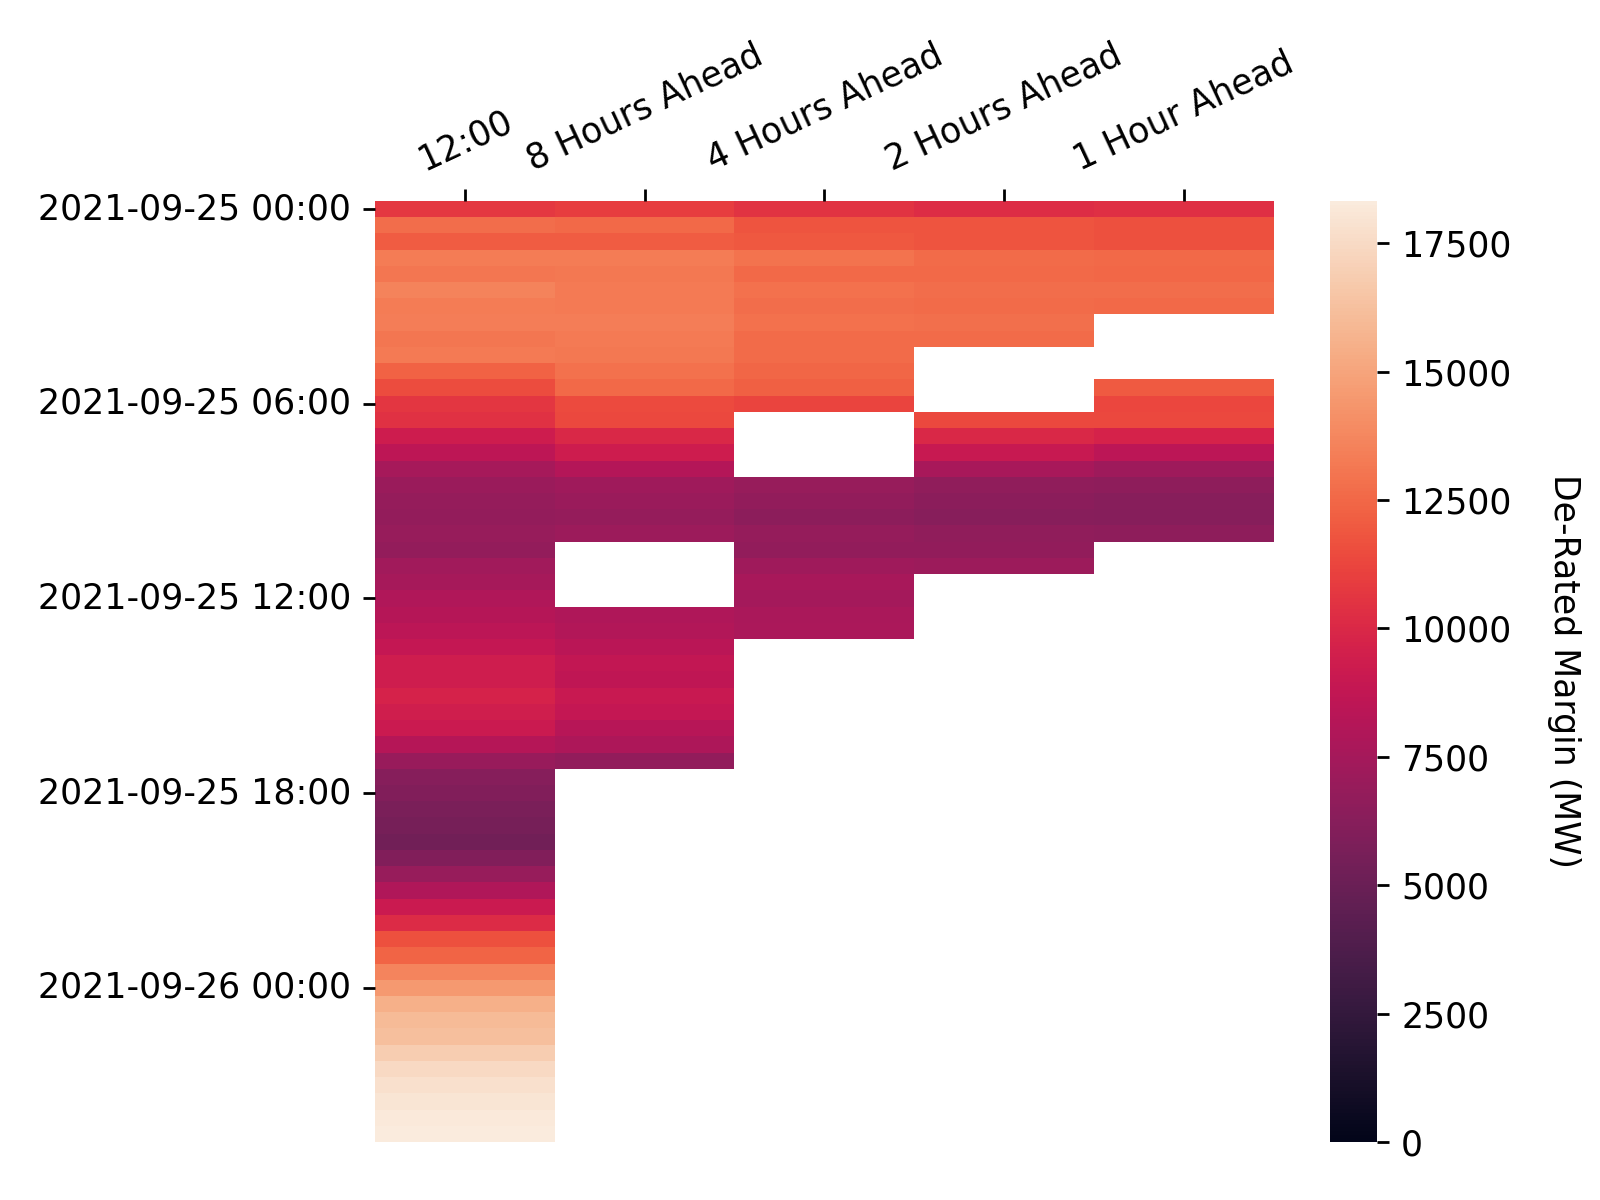 12:00
8 Hours Ahead
4 Hours Ahead
2 Hours Ahead
1 Hour Ahead
2021-09-25 00:00
2021-09-25 06:00
2021-09-25 12:00
2021-09-25 18:00
2021-09-26 00:00
17500
15000
12500
10000
7500
5000
2500
0
De-Rated Margin (MW)